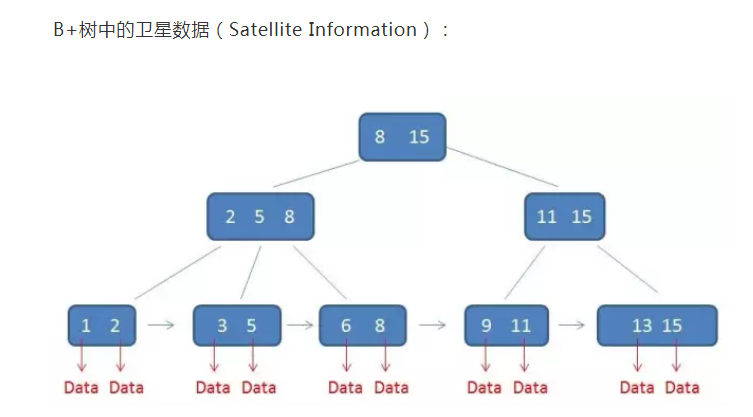 B+树中的卫星数据（Satellite Information）：
8 15
2 5 8 11 15
1 2 3 5 6 8 9 11 13 15
Data Data Data Data Data Data Data Data Data Data